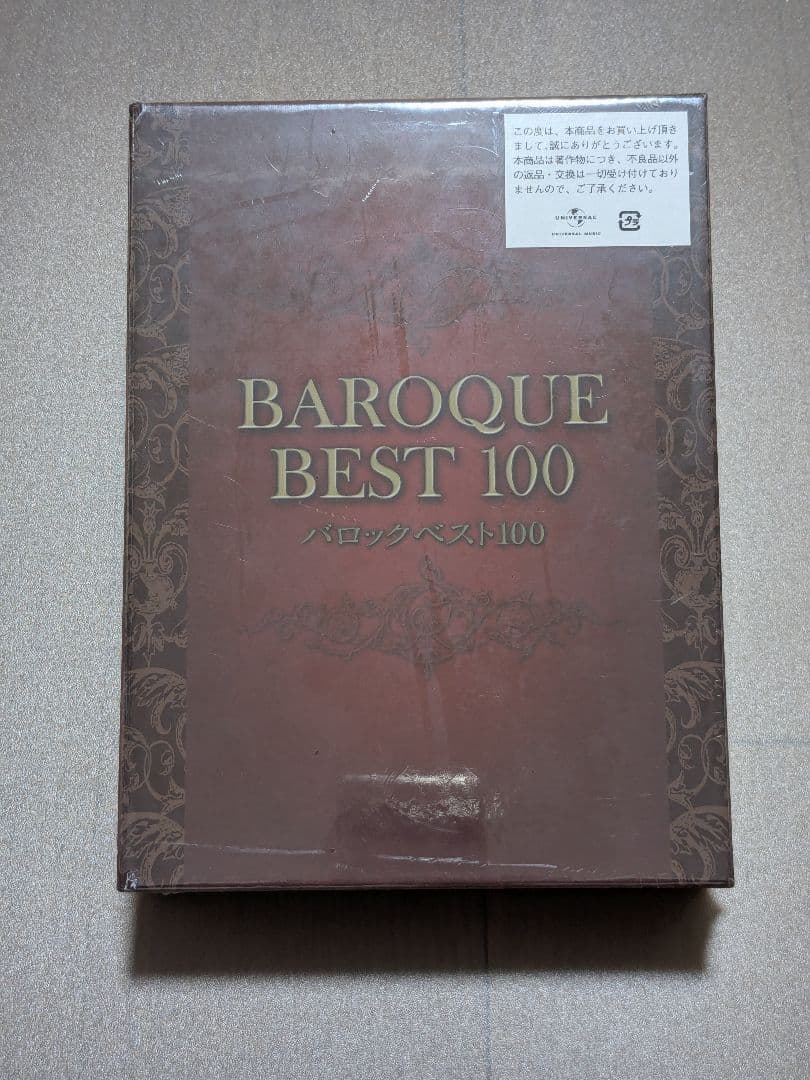 この度は、本商品をお買い上げ頂き
まして、誠にありがとうございます。
本商品は著作物につき、不良品以外
の返品・交換は一切受け付けており
ませんので、ご了承ください。
UNIVERSAL
UNIVERSAL MUSIC
プラ
BAROQUE
BEST 100
バロックベスト100